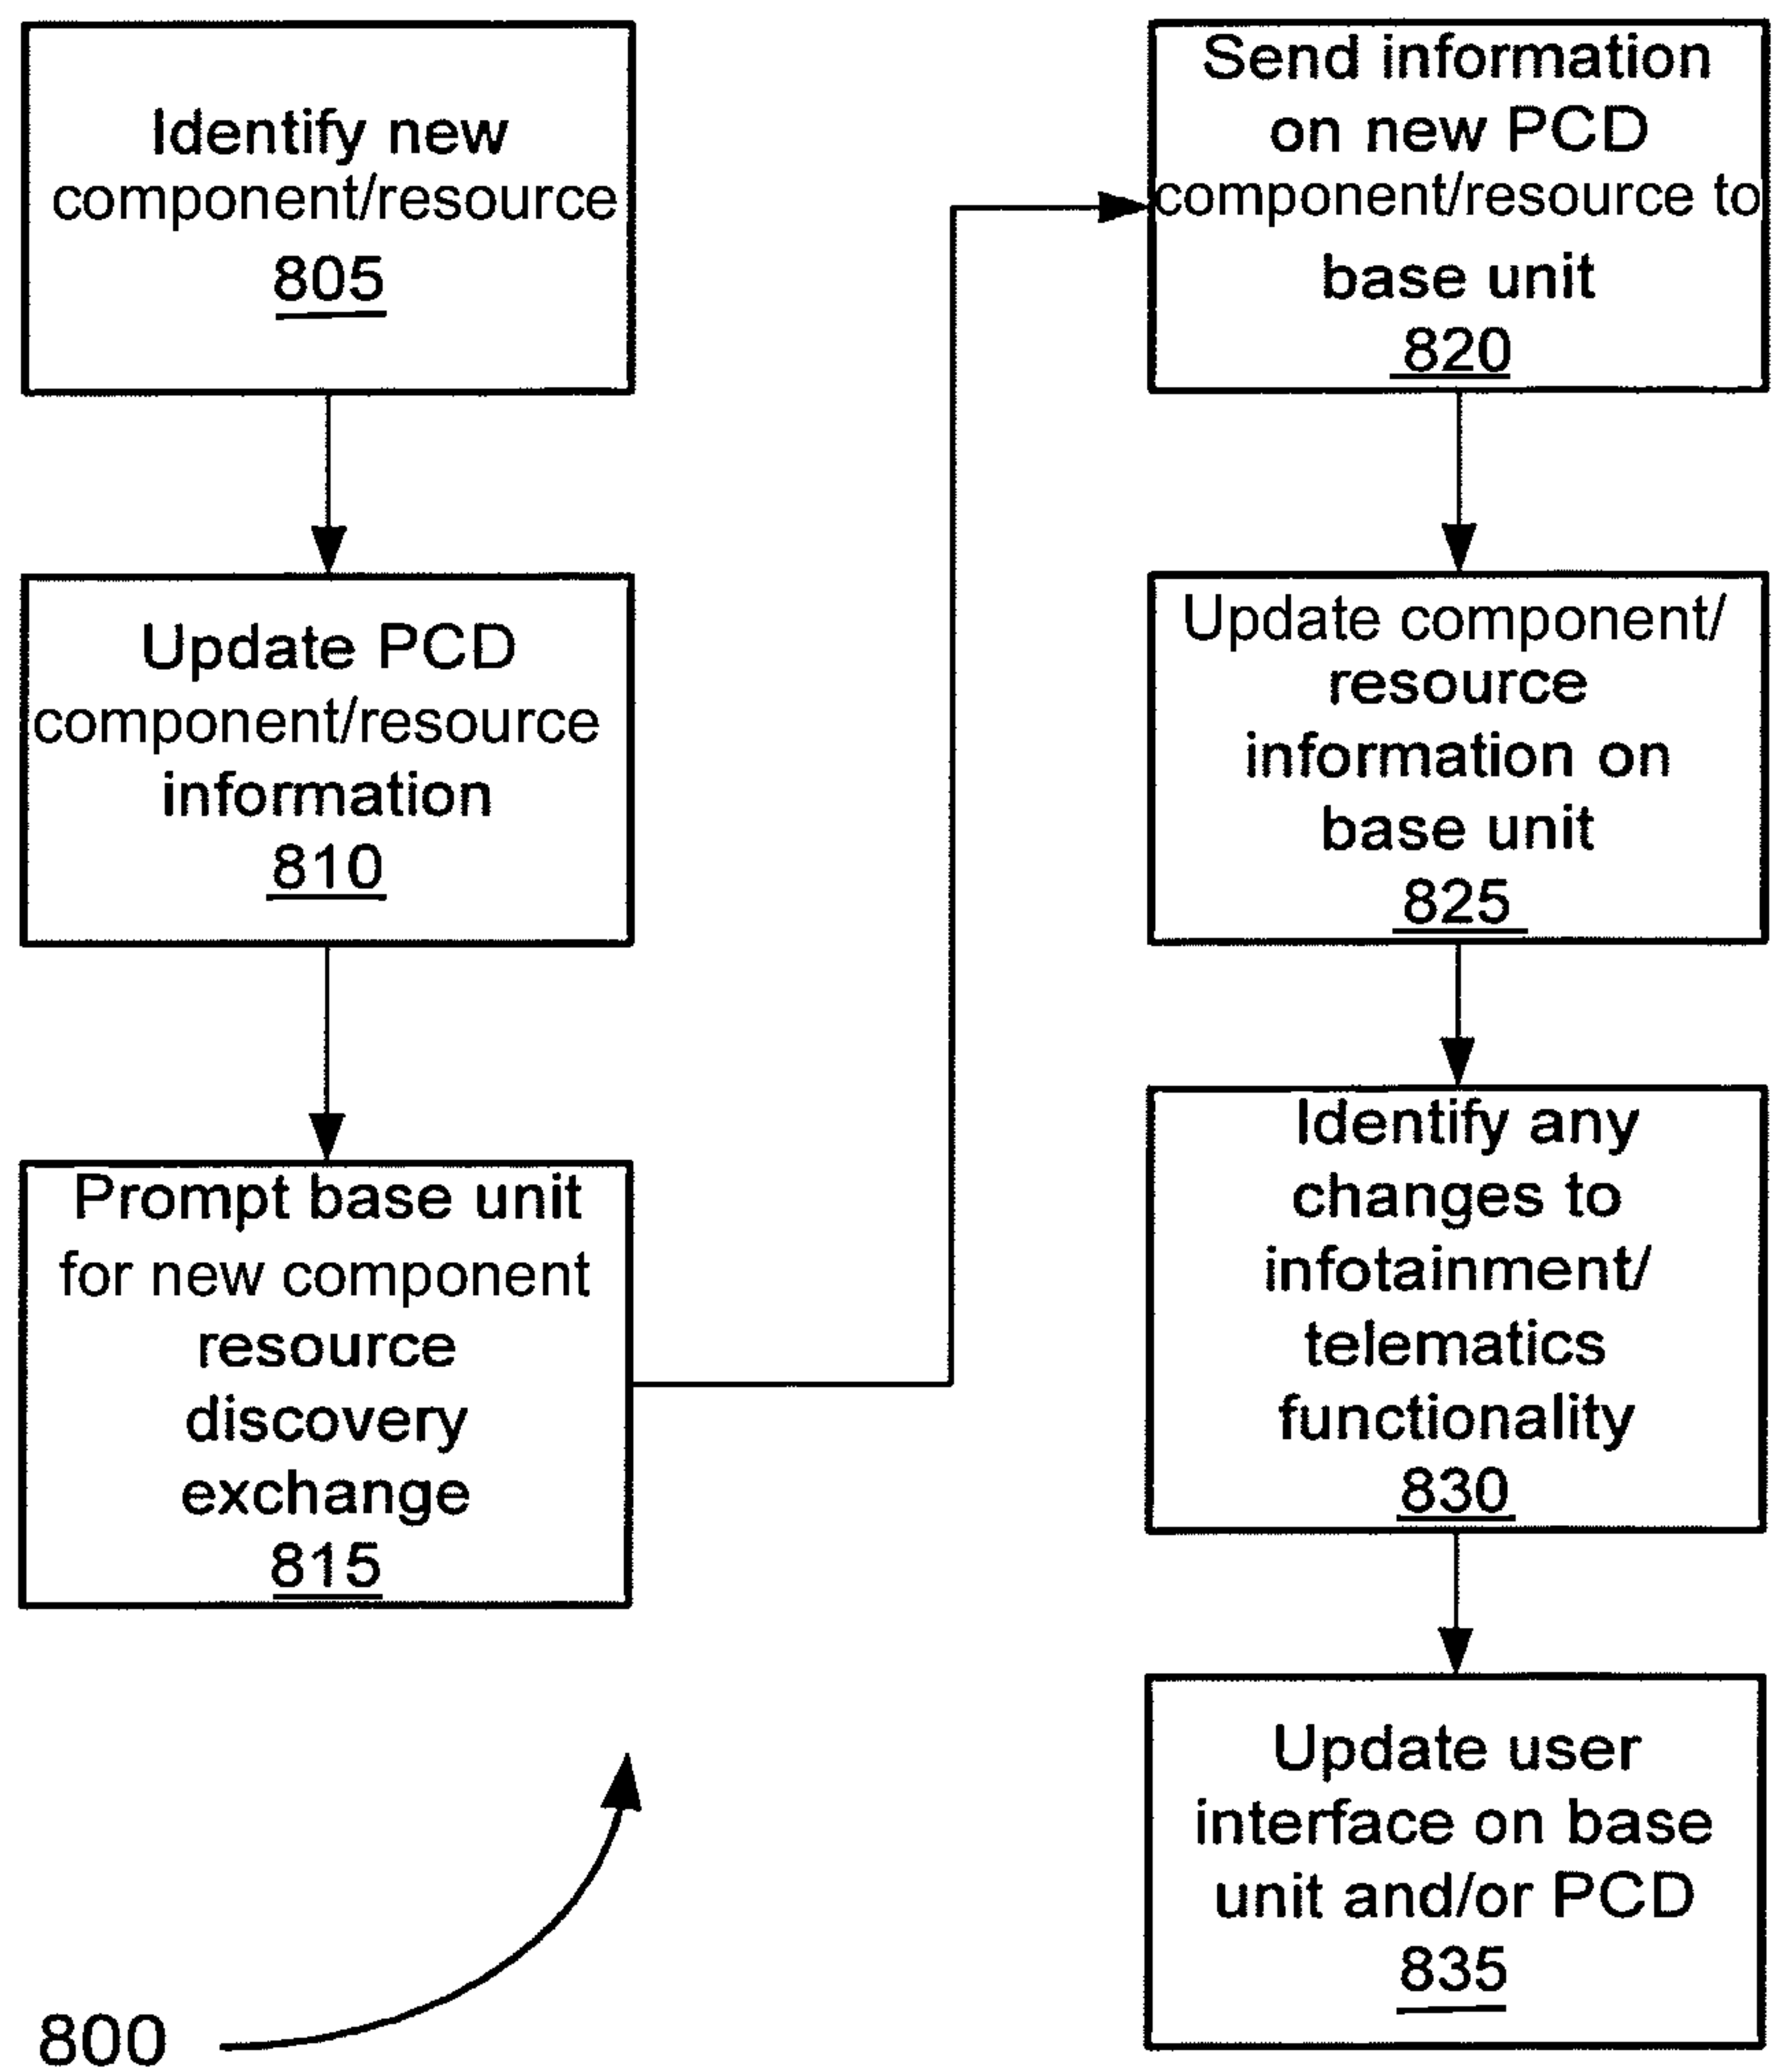 Identify new
component/resource
805
Update PCD
component/resource
information
810
Prompt base unit
for new component
resource
discovery
exchange
815
Send information
on new PCD
component/resource to
base unit
820
Update component/
resource
information on
base unit
825
Identify any
changes to
infotainment/
telematics
functionality
830
Update user
interface on base
unit and/or PCD
835
800